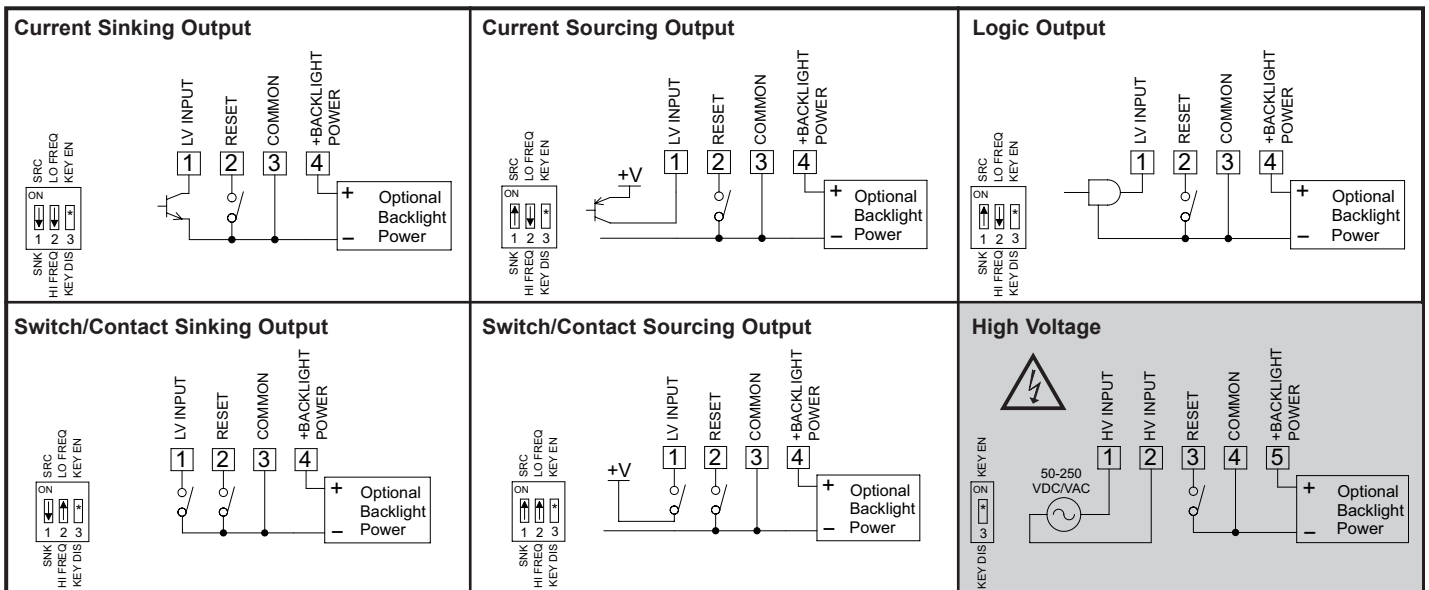 Current Sinking Output
SRC
LO FREQ
KEY EN
ON
1 2 3
*
SNK
HI FREQ
KEY DIS
LV INPUT
RESET
COMMON
+BACKLIGHT
POWER
1 2 3 4
+
Optional
Backlight
– Power
Current Sourcing Output
SRC
LO FREQ
KEY EN
ON
*
1 2 3
SNK
HI FREQ
KEY DIS
+V
LV INPUT
RESET
COMMON
+BACKLIGHT
POWER
1 2 3 4
+
Optional
Backlight
– Power
Logic Output
SRC
LO FREQ
KEY EN
ON
*
1 2 3
SNK
HI FREQ
KEY DIS
LV INPUT
RESET
COMMON
+BACKLIGHT
POWER
1 2 3 4
+
Optional
Backlight
– Power
Switch/Contact Sinking Output
SRC
LO FREQ
KEY EN
ON
*
1 2 3
SNK
HI FREQ
KEY DIS
LV INPUT
RESET
COMMON
+BACKLIGHT
POWER
1 2 3 4
+
Optional
Backlight
– Power
Switch/Contact Sourcing Output
SRC
LO FREQ
KEY EN
ON
*
1 2 3
SNK
HI FREQ
KEY DIS
+V
LV INPUT
RESET
COMMON
+BACKLIGHT
POWER
1 2 3 4
+
Optional
Backlight
– Power
High Voltage
KEY EN
ON
*
3
KEY DIS
50-250
VDC/VAC
HV INPUT
HV INPUT
RESET
COMMON
+BACKLIGHT
POWER
1 2 3 4 5
+
Optional
Backlight
– Power